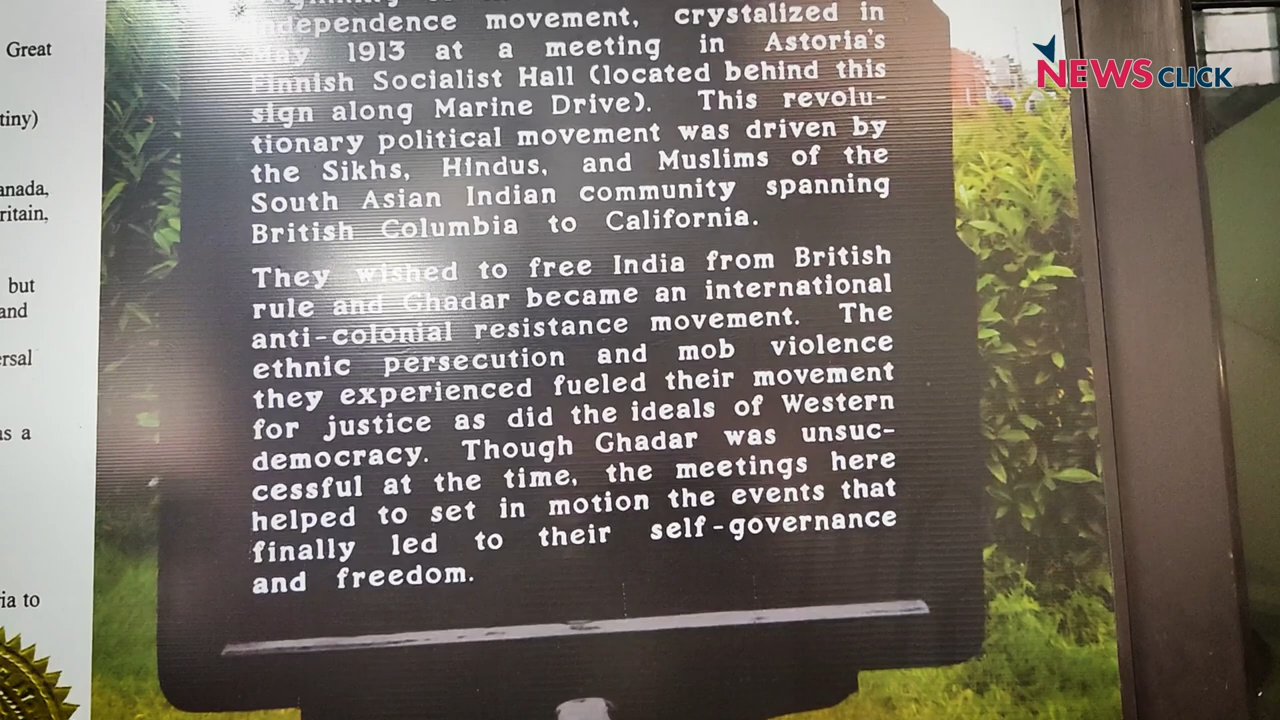 independence movement, crystalized in
May 1913 at a meeting in Astoria's
Finnish Socialist Hall (located behind this
sign along Marine Drive). This revolu-
tionary political movement was driven by
the Sikhs, Hindus, and Muslims of the
South Asian Indian community spanning
British Columbia to California.
They wished to free India from British
rule and Ghadar became an international
anti-colonial resistance movement. The
ethnic persecution and mob violence
they experienced fueled their movement
for justice as did the ideals of Western
democracy. Though Ghadar was unsuc-
cessful at the time, the meetings here
helped to set in motion the events that
finally led to their self-governance
and freedom.
NEWSCLICK
Great
tiny)
anada,
ritain,
but
and
ersal
as a
ia to